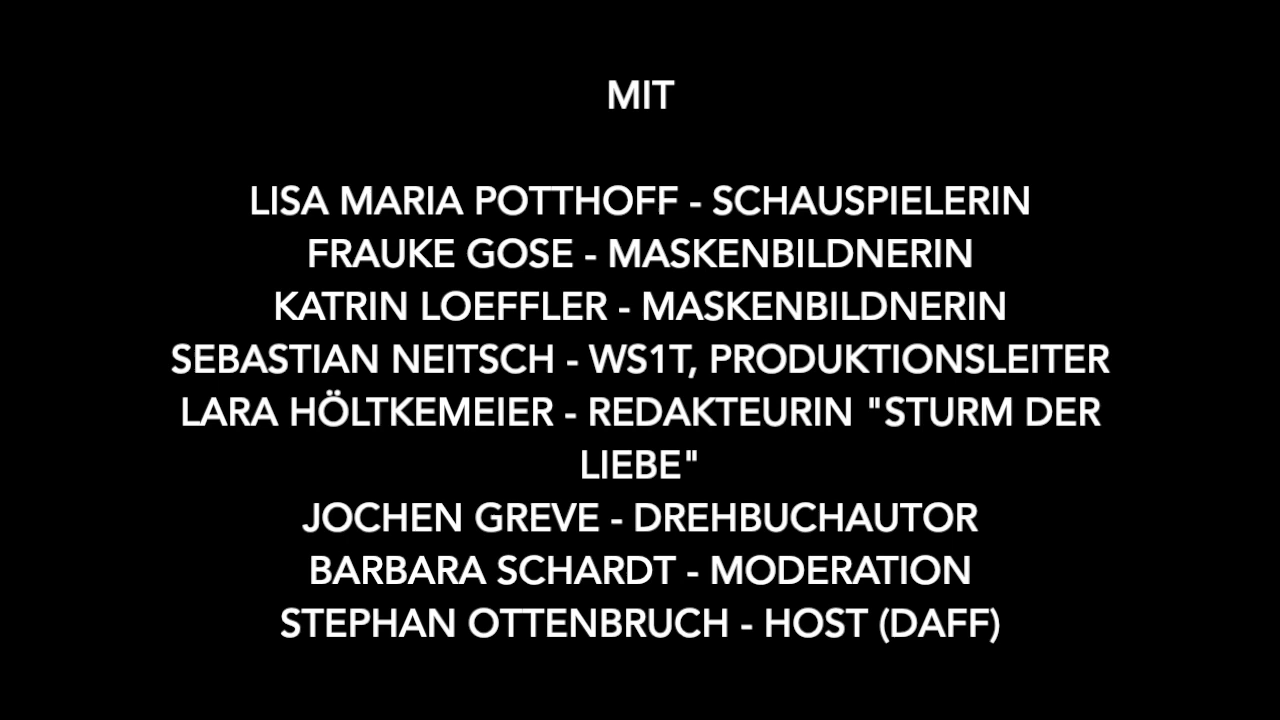 MIT
LISA MARIA POTTHOFF - SCHAUSPIELERIN
FRAUKE GOSE - MASKENBILDNERIN
KATRIN LOEFFLER - MASKENBILDNERIN
SEBASTIAN NEITSCH - WS1T, PRODUKTIONSLEITER
LARA HÖLTKEMEIER - REDAKTEURIN "STURM DER
LIEBE"
JOCHEN GREVE - DREHBUCHAUTOR
BARBARA SCHARDT - MODERATION
STEPHAN OTTENBRUCH - HOST (DAFF)